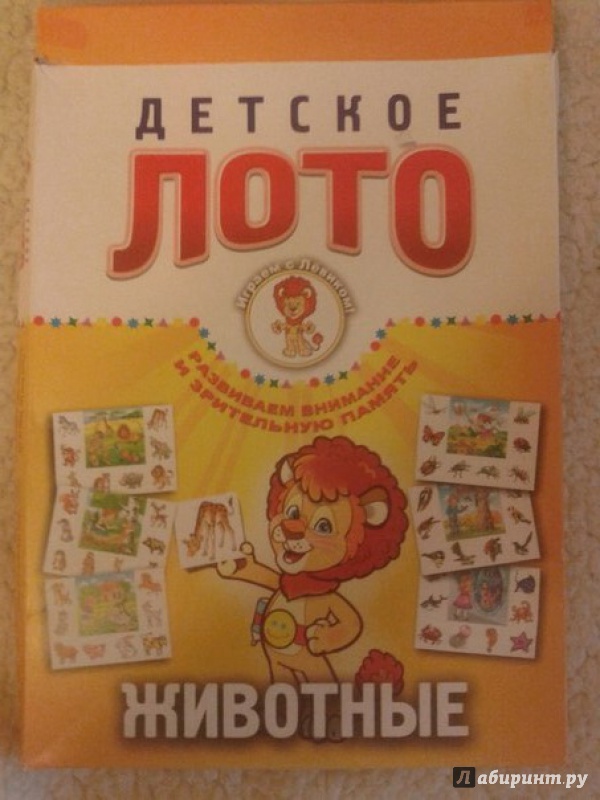 ДЕТСКОЕ
ЛОТО
Играем с Левиком!
РАЗВИВАЕМ ВНИМАНИЕ
И ЗРИТЕЛЬНУЮ ПАМЯТЬ
ЖИВОТНЫЕ
Лабиринт.ру